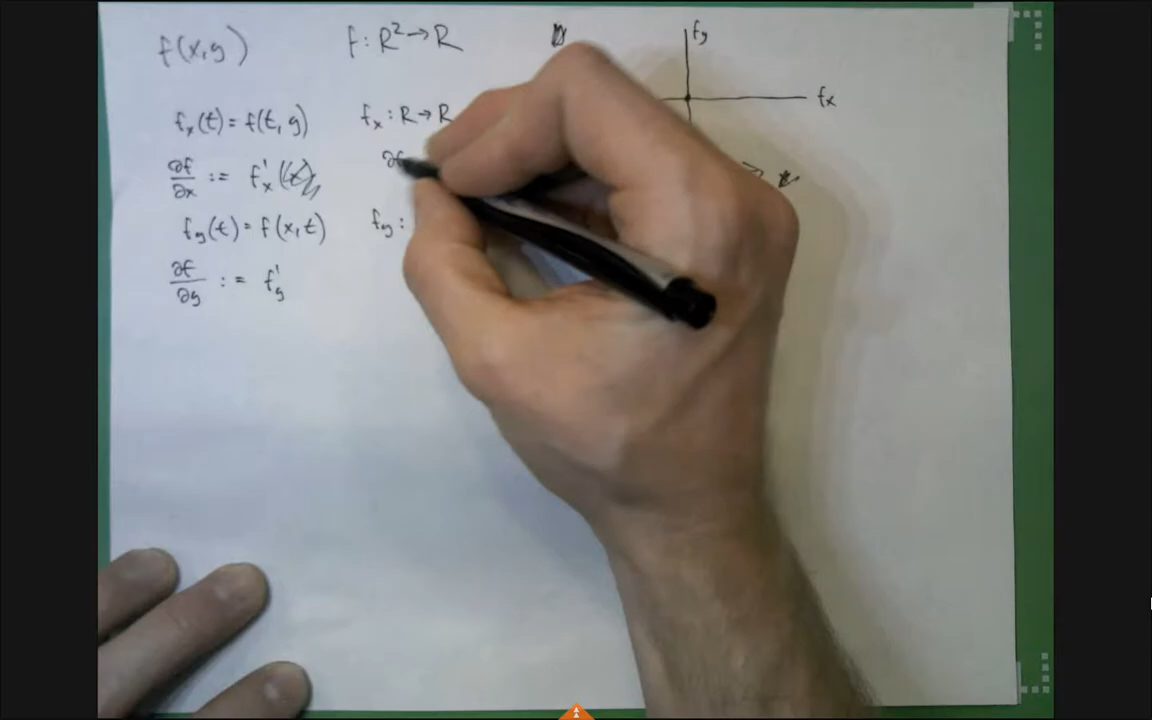 f(x,y) f: R² → R
fy
fx
fx(t) = f(t, y) fx : R → R
∂f/∂x := f'x
∂f
fy(t) = f(x,t) fy :
∂f/∂y := f'y